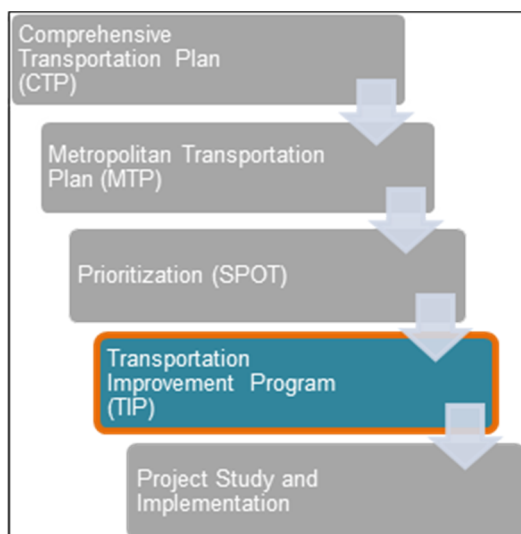 Comprehensive
Transportation Plan
(CTP)
Metropolitan Transportation
Plan (MTP)
Prioritization (SPOT)
Transportation
Improvement Program
(TIP)
Project Study and
Implementation